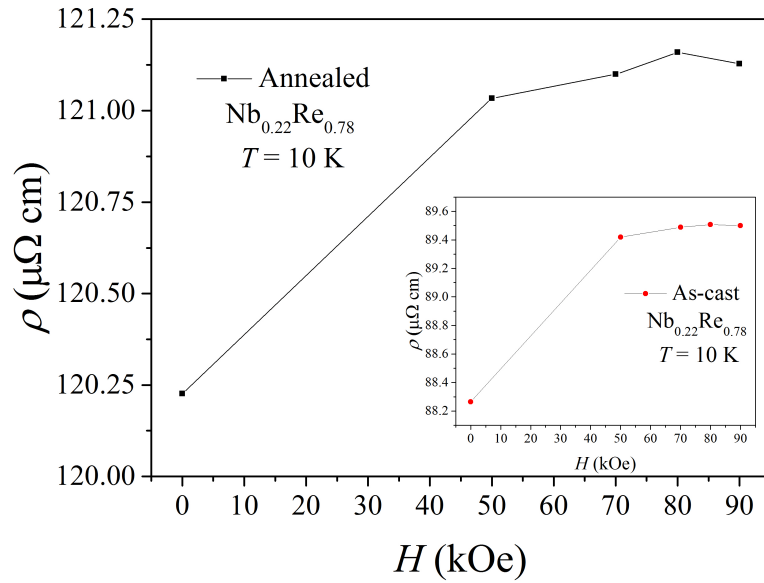 121.25
121.00
120.75
120.50
120.25
120.00
ρ (μΩ cm)
Annealed
Nb0.22Re0.78
T = 10 K
89.6
89.4
89.2
89.0
88.8
88.6
88.4
88.2
ρ (μΩ cm)
As-cast
Nb0.22Re0.78
T = 10 K
0 10 20 30 40 50 60 70 80 90
H (kOe)
0 10 20 30 40 50 60 70 80 90
H (kOe)